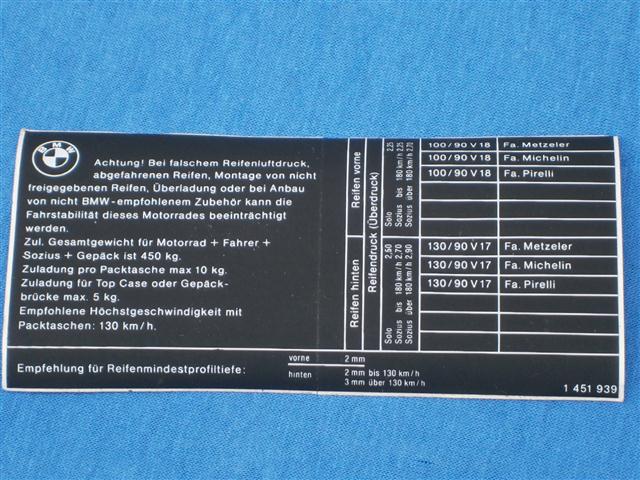 BMW
Achtung! Bei falschem Reifenluftdruck,
abgefahrenen Reifen, Montage von nicht
freigegebenen Reifen, Überladung oder bei Anbau
von nicht BMW-empfohlenem Zubehör kann die
Fahrstabilität dieses Motorrades beeinträchtigt
werden.
Zul. Gesamtgewicht für Motorrad + Fahrer +
Sozius + Gepäck ist 450 kg.
Zuladung pro Packtasche max 10 kg.
Zuladung für Top Case oder Gepäck-
brücke max. 5 kg.
Empfohlene Höchstgeschwindigkeit mit
Packtaschen: 130 km/h.
Reifen vorne
Reifen hinten
Reifendruck (Überdruck)
Solo 2,25
Sozius bis 180 km/h 2,25
Sozius über 180 km/h 2,70
Solo 2,50
Sozius bis 180 km/h 2,70
Sozius über 180 km/h 2,90
100/90 V 18 Fa. Metzeler
100/90 V 18 Fa. Michelin
100/90 V 18 Fa. Pirelli
130/90 V 17 Fa. Metzeler
130/90 V 17 Fa. Michelin
130/90 V 17 Fa. Pirelli
Empfehlung für Reifenmindestprofiltiefe:
vorne 2 mm
hinten 2 mm bis 130 km/h
3 mm über 130 km/h
1 451 939